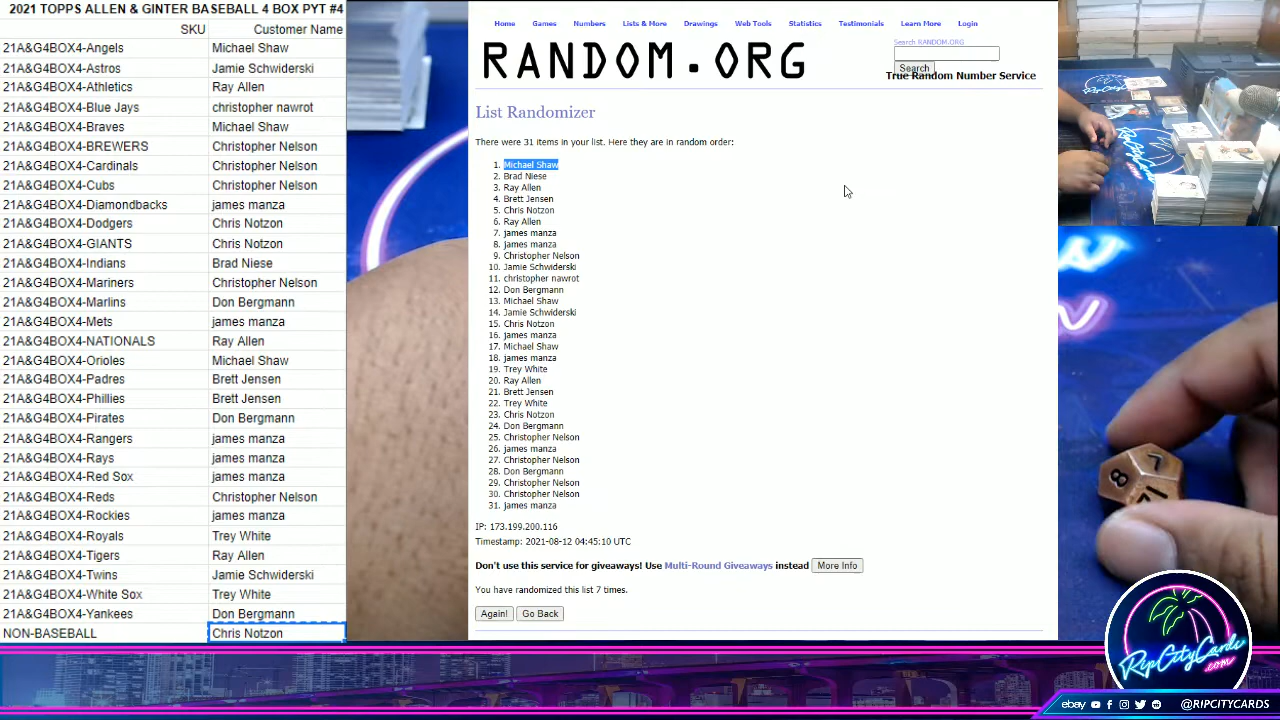 2021 TOPPS ALLEN & GINTER BASEBALL 4 BOX PYT #4
SKU Customer Name
21A&G4BOX4-Angels Michael Shaw
21A&G4BOX4-Astros Jamie Schwiderski
21A&G4BOX4-Athletics Ray Allen
21A&G4BOX4-Blue Jays christopher nawrot
21A&G4BOX4-Braves Michael Shaw
21A&G4BOX4-BREWERS Christopher Nelson
21A&G4BOX4-Cardinals Christopher Nelson
21A&G4BOX4-Cubs Christopher Nelson
21A&G4BOX4-Diamondbacks james manza
21A&G4BOX4-Dodgers Chris Notzon
21A&G4BOX4-GIANTS Chris Notzon
21A&G4BOX4-Indians Brad Niese
21A&G4BOX4-Mariners Christopher Nelson
21A&G4BOX4-Marlins Don Bergmann
21A&G4BOX4-Mets james manza
21A&G4BOX4-NATIONALS Ray Allen
21A&G4BOX4-Orioles Michael Shaw
21A&G4BOX4-Padres Brett Jensen
21A&G4BOX4-Phillies Brett Jensen
21A&G4BOX4-Pirates Don Bergmann
21A&G4BOX4-Rangers james manza
21A&G4BOX4-Rays james manza
21A&G4BOX4-Red Sox james manza
21A&G4BOX4-Reds Christopher Nelson
21A&G4BOX4-Rockies james manza
21A&G4BOX4-Royals Trey White
21A&G4BOX4-Tigers Ray Allen
21A&G4BOX4-Twins Jamie Schwiderski
21A&G4BOX4-White Sox Trey White
21A&G4BOX4-Yankees Don Bergmann
NON-BASEBALL Chris Notzon
Home Games Numbers Lists & More Drawings Web Tools Statistics Testimonials Learn More Login
RANDOM.ORG
Search RANDOM.ORG
Search
True Random Number Service
List Randomizer
There were 31 items in your list. Here they are in random order:
1. Michael Shaw
2. Brad Niese
3. Ray Allen
4. Brett Jensen
5. Chris Notzon
6. Ray Allen
7. james manza
8. james manza
9. Christopher Nelson
10. Jamie Schwiderski
11. christopher nawrot
12. Don Bergmann
13. Michael Shaw
14. Jamie Schwiderski
15. Chris Notzon
16. james manza
17. Michael Shaw
18. james manza
19. Trey White
20. Ray Allen
21. Brett Jensen
22. Trey White
23. Chris Notzon
24. Don Bergmann
25. Christopher Nelson
26. james manza
27. Christopher Nelson
28. Don Bergmann
29. Christopher Nelson
30. Christopher Nelson
31. james manza
IP: 173.199.200.116
Timestamp: 2021-08-12 04:45:10 UTC
Don't use this service for giveaways! Use Multi-Round Giveaways instead More Info
You have randomized this list 7 times.
Again! Go Back
8
7
RipCityCards
.com
ebay @RIPCITYCARDS